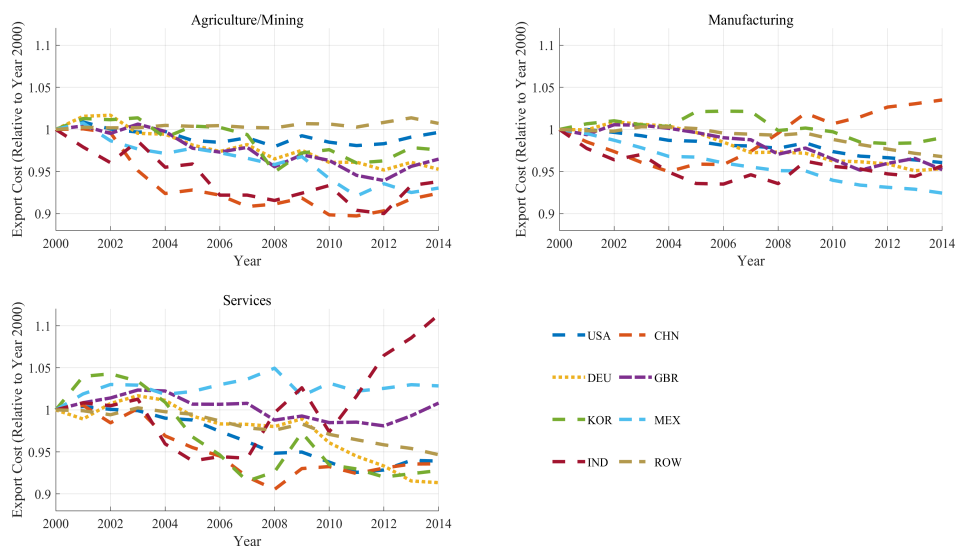 Agriculture/Mining
Export Cost (Relative to Year 2000)
1.1
1.05
1
0.95
0.9
2000 2002 2004 2006 2008 2010 2012 2014
Year
Manufacturing
Export Cost (Relative to Year 2000)
1.1
1.05
1
0.95
0.9
2000 2002 2004 2006 2008 2010 2012 2014
Year
Services
Export Cost (Relative to Year 2000)
1.1
1.05
1
0.95
0.9
2000 2002 2004 2006 2008 2010 2012 2014
Year
USA CHN
DEU GBR
KOR MEX
IND ROW